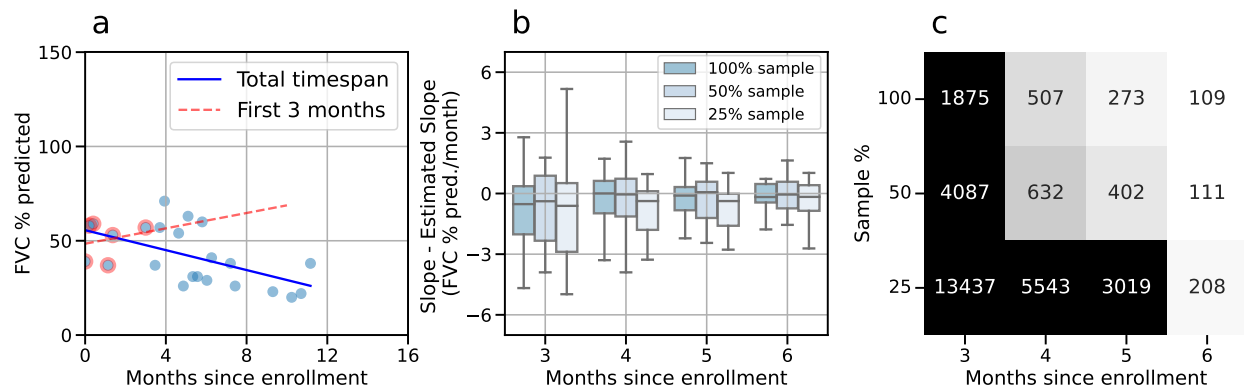 a
150
100
50
0
FVC % predicted
0 4 8 12 16
Months since enrollment
Total timespan
First 3 months
b
6
3
0
−3
−6
Slope - Estimated Slope
(FVC % pred./month)
3 4 5 6
Months since enrollment
100% sample
50% sample
25% sample
c
Sample %
100 1875 507 273 109
50 4087 632 402 111
25 13437 5543 3019 208
3 4 5 6
Months since enrollment